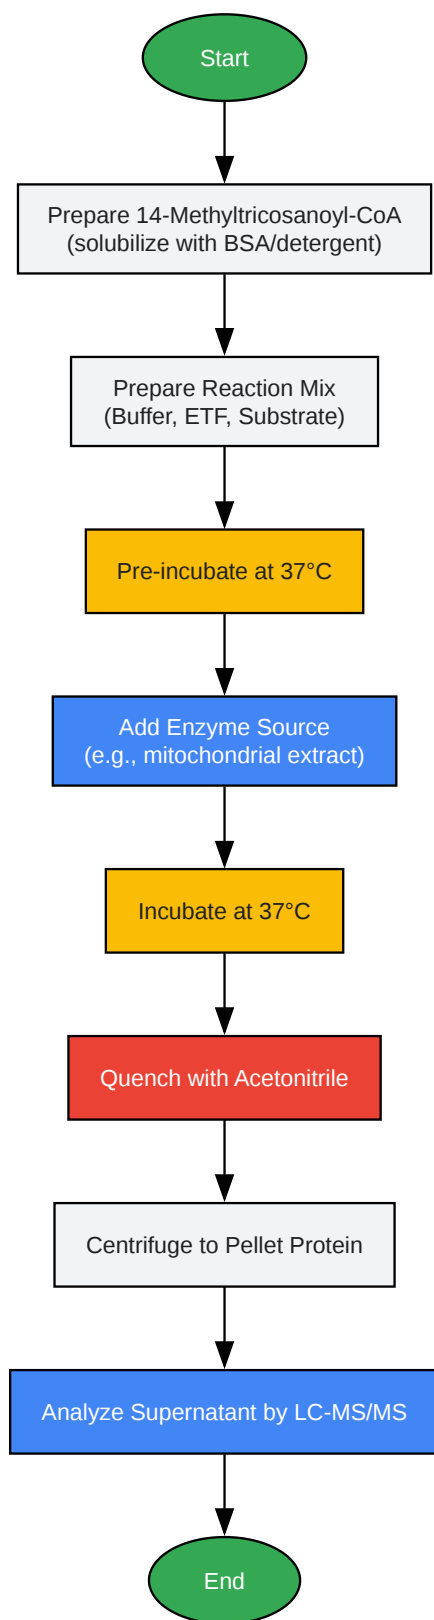 Start
Prepare 14-Methyltricosanoyl-CoA
(solubilize with BSA/detergent)
Prepare Reaction Mix
(Buffer, ETF, Substrate)
Pre-incubate at 37°C
Add Enzyme Source
(e.g., mitochondrial extract)
Incubate at 37°C
Quench with Acetonitrile
Centrifuge to Pellet Protein
Analyze Supernatant by LC-MS/MS
End